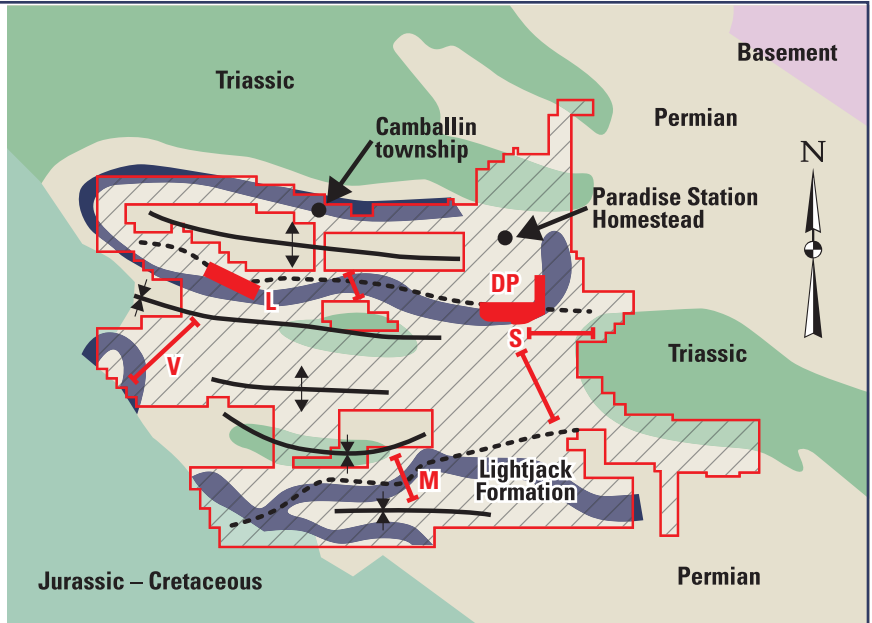 Basement
Triassic
Permian
Camballin
township
N
Paradise Station
Homestead
DP
L
S
Triassic
V
M
Lightjack
Formation
Jurassic – Cretaceous
Permian